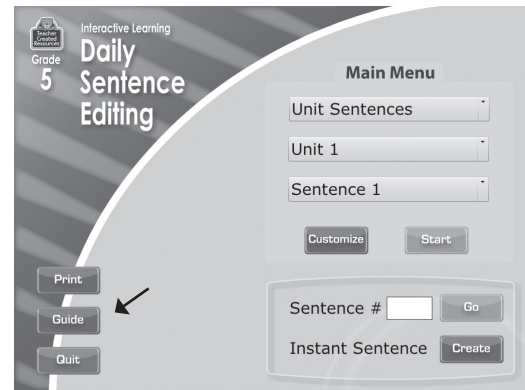 Teacher
Created
Resources
Interactive Learning
Grade
5
Daily
Sentence
Editing
Main Menu
Unit Sentences
Unit 1
Sentence 1
Customize
Start
Print
Guide
Quit
Sentence #
Go
Instant Sentence
Create